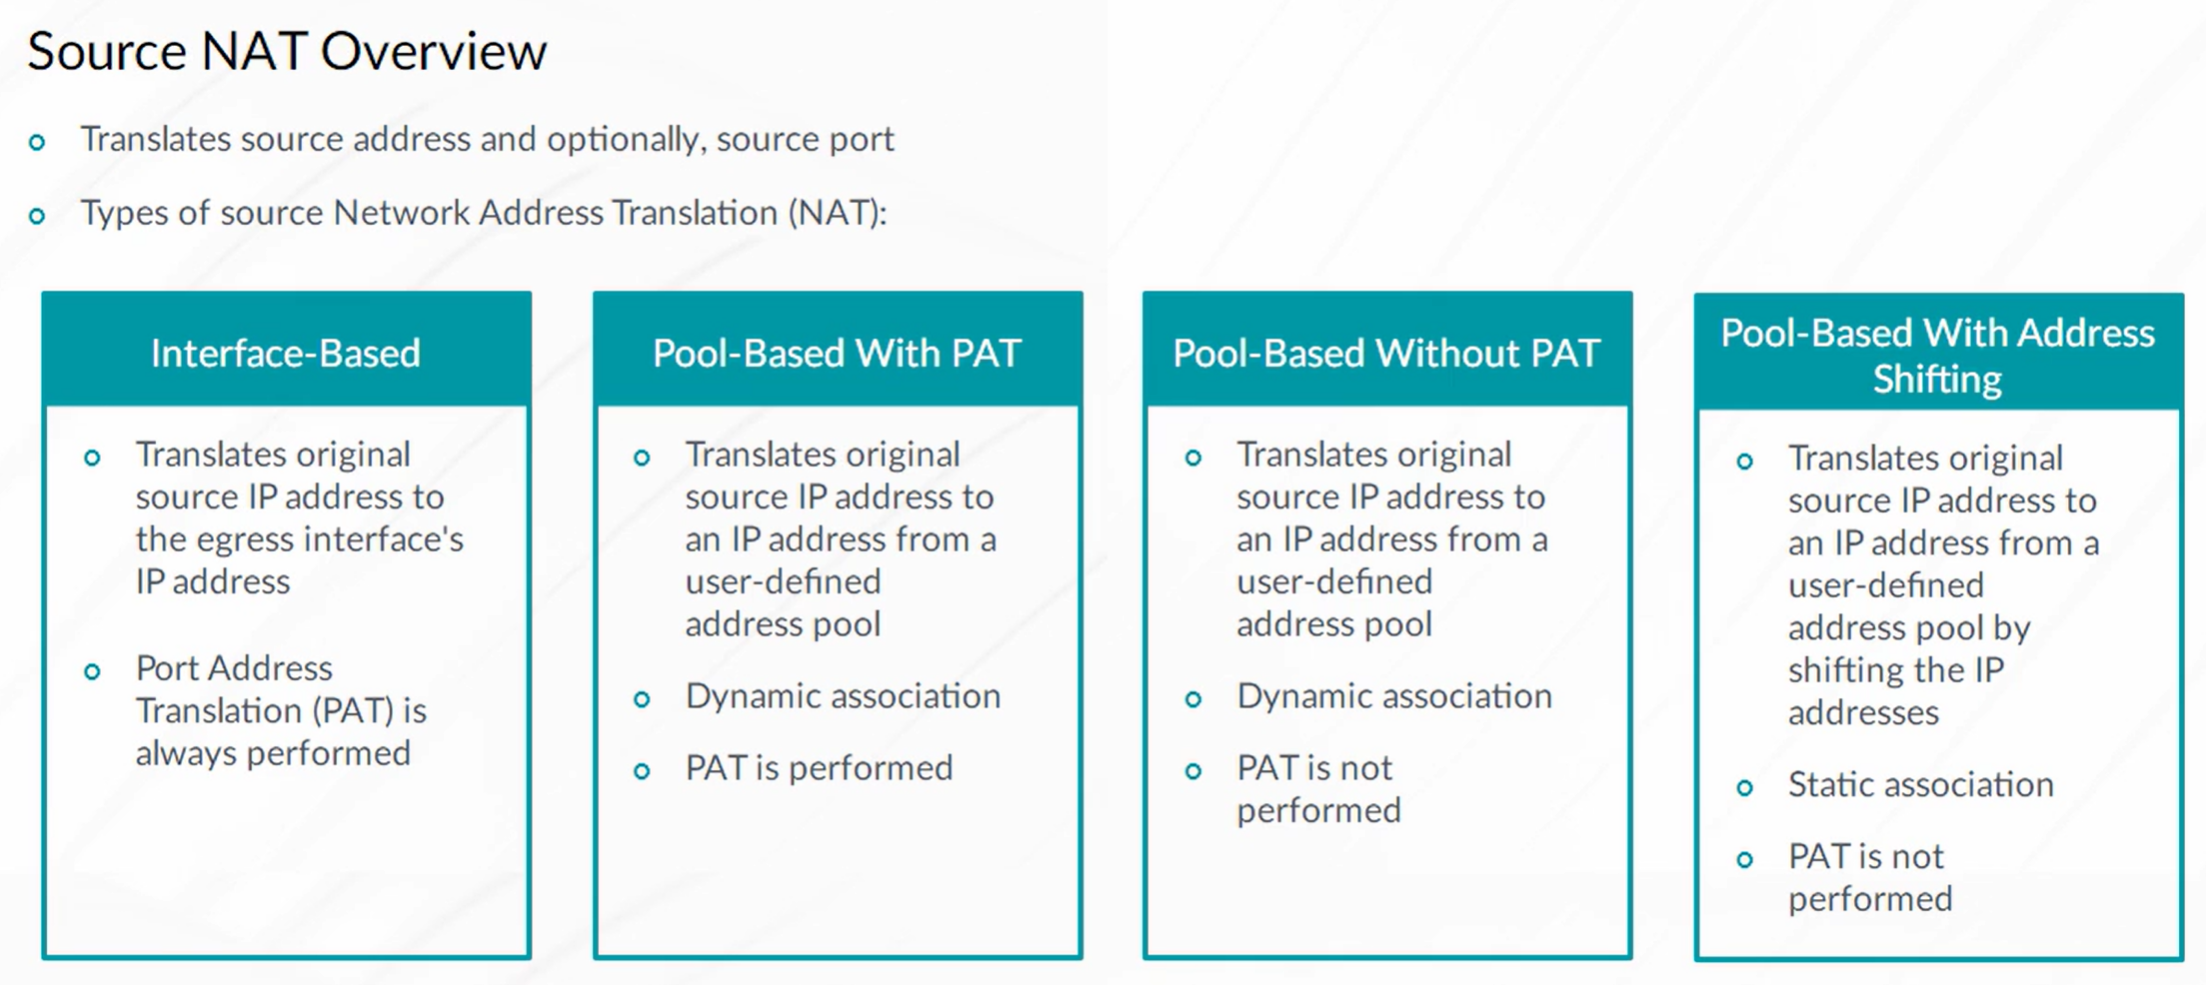 Source NAT Overview
Translates source address and optionally, source port
Types of source Network Address Translation (NAT):
Interface-Based
Translates original
source IP address to
the egress interface's
IP address
Port Address
Translation (PAT) is
always performed
Pool-Based With PAT
Translates original
source IP address to
an IP address from a
user-defined
address pool
Dynamic association
PAT is performed
Pool-Based Without PAT
Translates original
source IP address to
an IP address from a
user-defined
address pool
Dynamic association
PAT is not
performed
Pool-Based With Address
Shifting
Translates original
source IP address to
an IP address from a
user-defined
address pool by
shifting the IP
addresses
Static association
PAT is not
performed